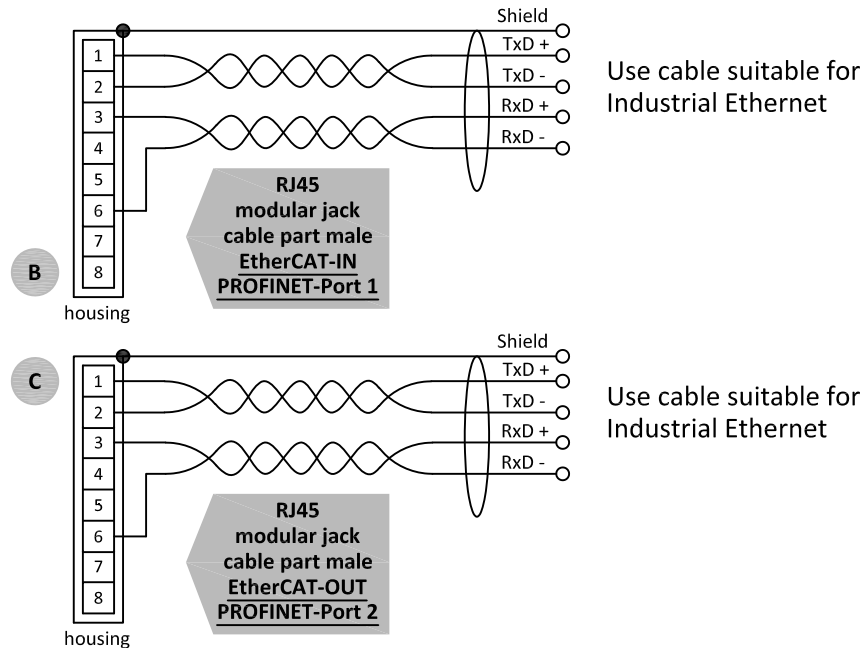 Shield
TxD +
TxD -
RxD +
RxD -
1
2
3
4
5
6
7
8
Use cable suitable for
Industrial Ethernet
RJ45
modular jack
cable part male
EtherCAT-IN
PROFINET-Port 1
B
housing
Shield
C
TxD +
TxD -
RxD +
RxD -
1
2
3
4
5
6
7
8
Use cable suitable for
Industrial Ethernet
RJ45
modular jack
cable part male
EtherCAT-OUT
PROFINET-Port 2
housing